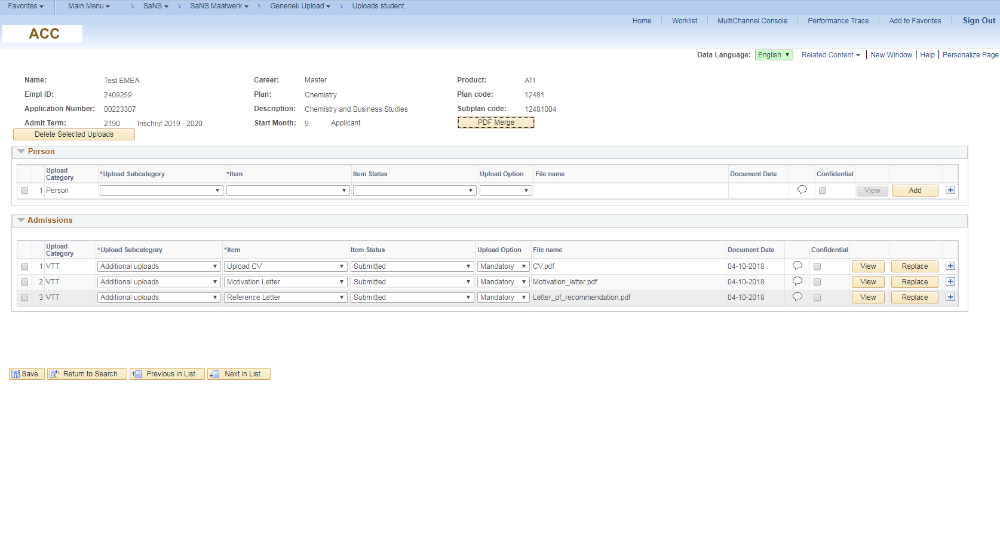 Favorites Main Menu > SaNS > SaNS Maatwerk > Generiek Upload > Uploads student
Home Worklist MultiChannel Console Performance Trace Add to Favorites Sign Out
ACC
Data Language: English Related Content New Window Help Personalize Page
Name: Test EMEA Career: Master Product: ATI
Empl ID: 2409259 Plan: Chemistry Plan code: 12481
Application Number: 00223307 Description: Chemistry and Business Studies Subplan code: 12481004
Admit Term: 2190 Inschrijf 2019 - 2020 Start Month: 9 Applicant PDF Merge
Delete Selected Uploads
Person
Upload Category *Upload Subcategory *Item Item Status Upload Option File name Document Date Confidential
1 Person View Add
Admissions
Upload Category *Upload Subcategory *Item Item Status Upload Option File name Document Date Confidential
1 VTT Additional uploads Upload CV Submitted Mandatory CV.pdf 04-10-2018 View Replace
2 VTT Additional uploads Motivation Letter Submitted Mandatory Motivation_letter.pdf 04-10-2018 View Replace
3 VTT Additional uploads Reference Letter Submitted Mandatory Letter_of_recommendation.pdf 04-10-2018 View Replace
Save Return to Search Previous in List Next in List